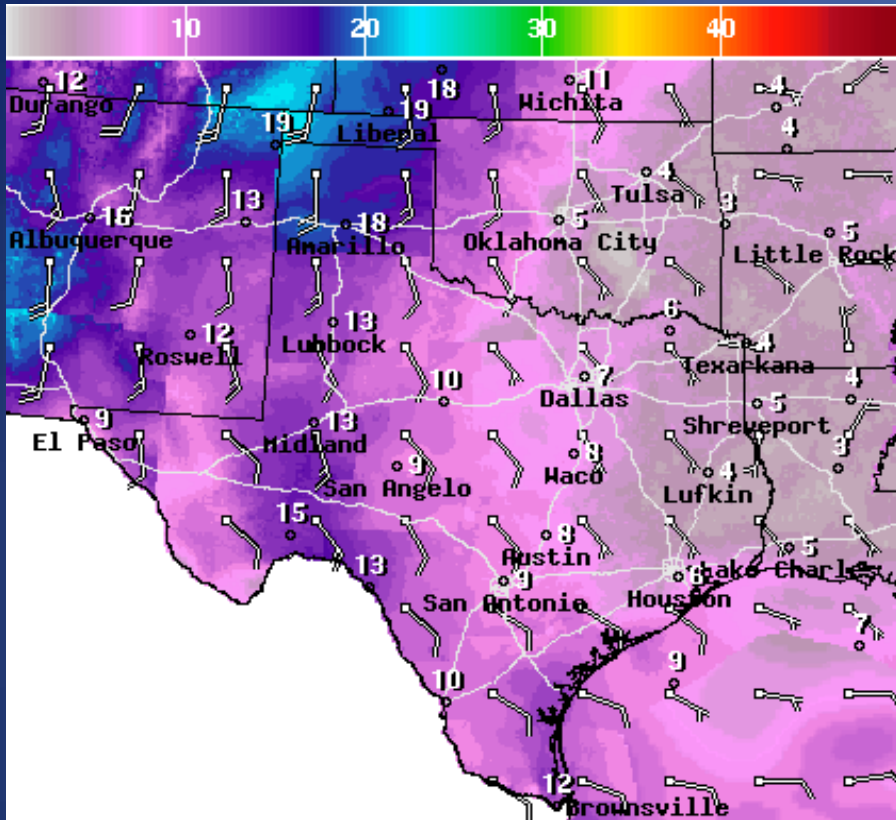 10 20 30 40
12 18 11 4
Durango Wichita
19 19 4
Liberal
4
Tulsa
16 13 18 5 3 5
Albuquerque Amarillo Oklahoma City Little Rock
12 13 6
Roswell Lubbock 4
Texarkana
10 7 4
Dallas
9 13 5
El Paso Midland Shreveport
9 8 4 3
San Angelo Waco Lufkin
15 8 5
Austin
13 9 6 Lake Charles
San Antonio Houston
7
10 9
12
Brownsville